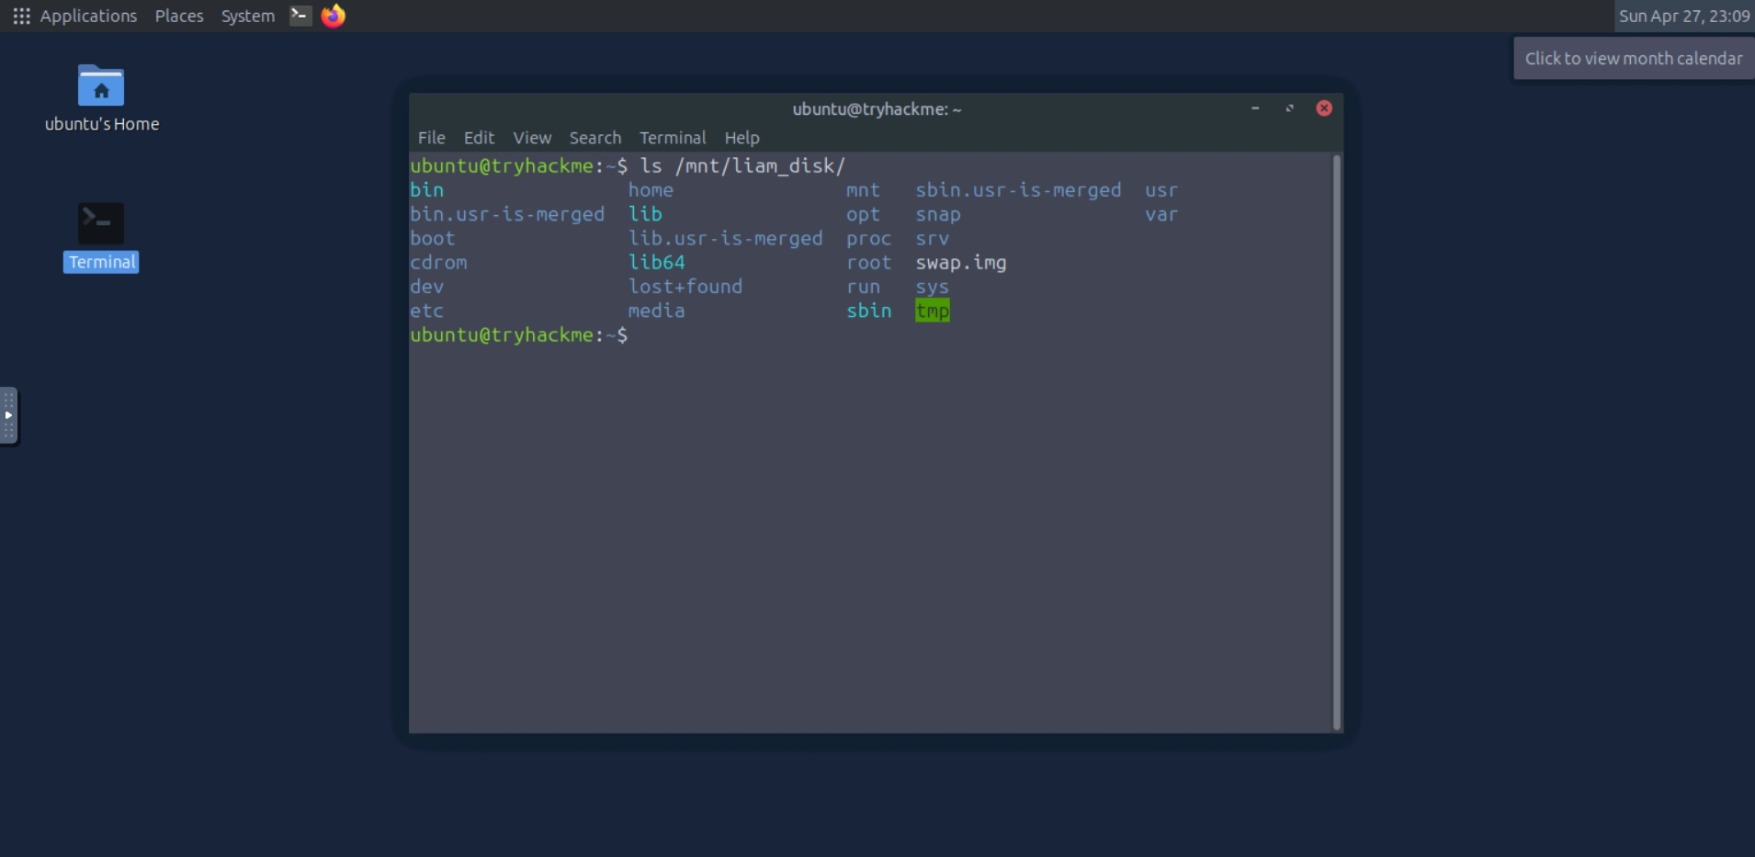 Applications Places System Sun Apr 27, 23:09
Click to view month calendar
ubuntu's Home
Terminal
ubuntu@tryhackme: ~
File Edit View Search Terminal Help
ubuntu@tryhackme:~$ ls /mnt/liam_disk/
bin home mnt sbin.usr-is-merged usr
bin.usr-is-merged lib opt snap var
boot lib.usr-is-merged proc srv
cdrom lib64 root swap.img
dev lost+found run sys
etc media sbin tmp
ubuntu@tryhackme:~$